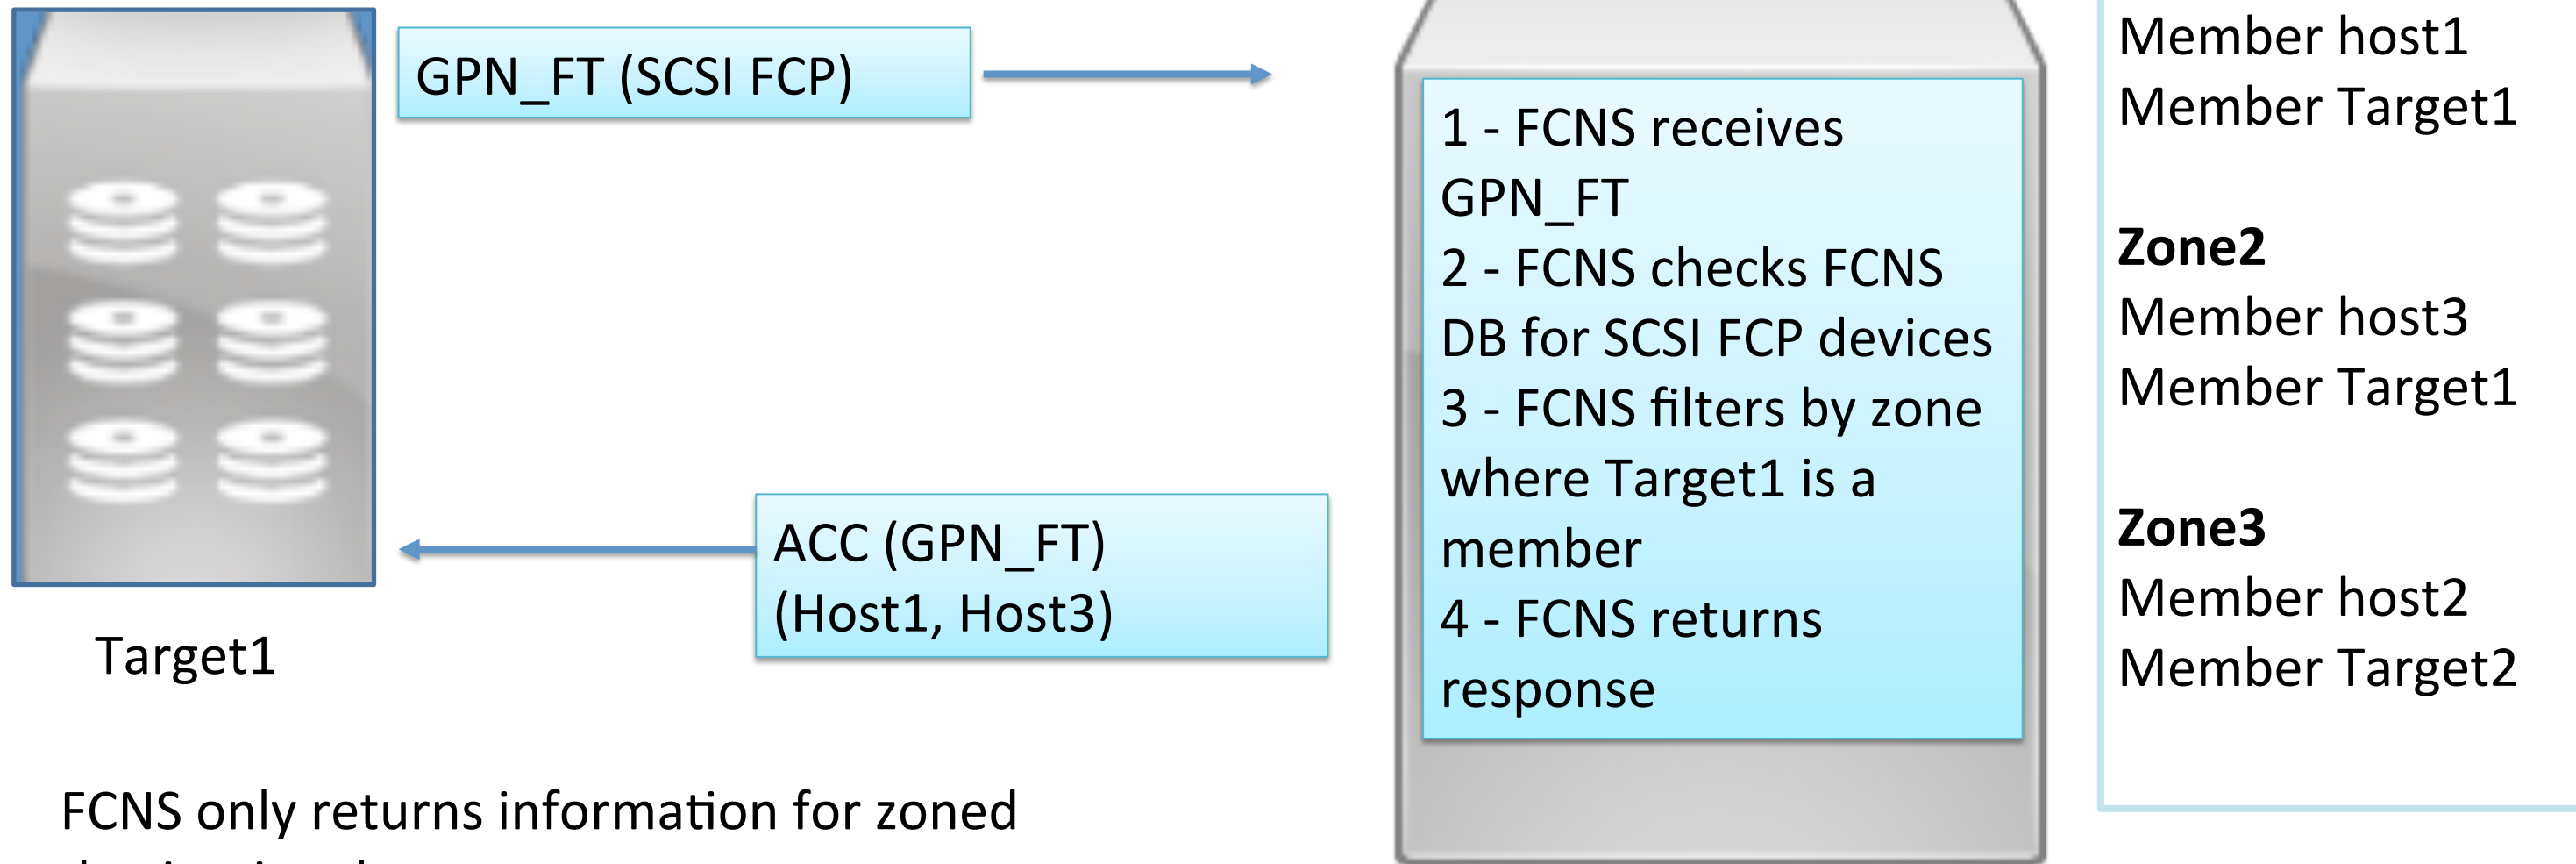 GPN_FT (SCSI FCP)
ACC (GPN_FT)
(Host1, Host3)
Target1
FCNS only returns information for zoned
1 - FCNS receives
GPN_FT
2 - FCNS checks FCNS
DB for SCSI FCP devices
3 - FCNS filters by zone
where Target1 is a
member
4 - FCNS returns
response
Member host1
Member Target1
Zone2
Member host3
Member Target1
Zone3
Member host2
Member Target2